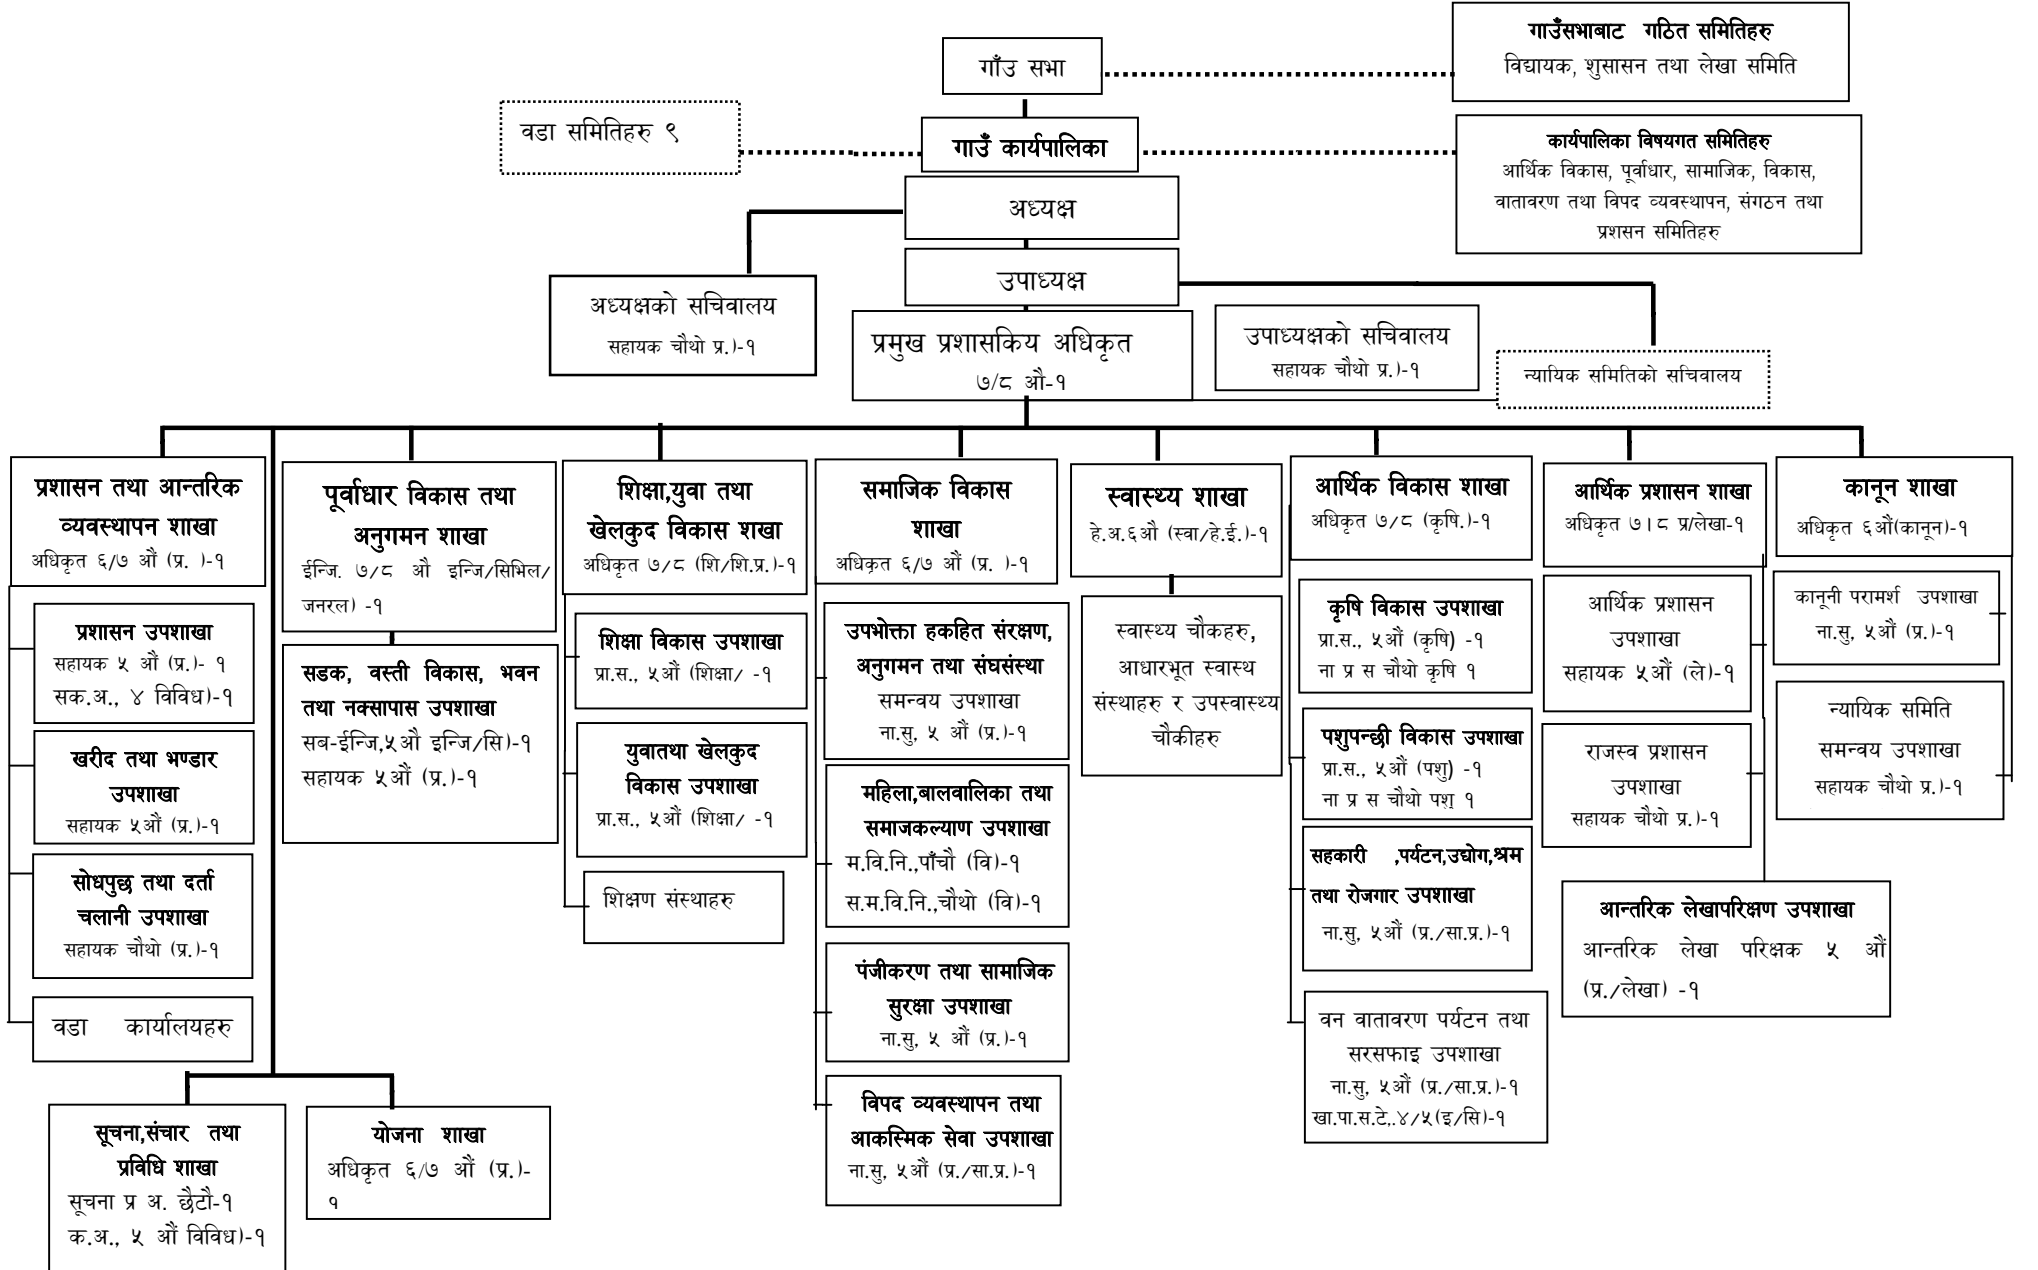 गाँउ सभा
गाउँसभाबाट गठित समितिहरु
विद्यायक, शुसासन तथा लेखा समिति
वडा समितिहरु ९
गाउँ कार्यपालिका
कार्यपालिका विषयगत समितिहरु
आर्थिक विकास, पूर्वाधार, सामाजिक, विकास,
वातावरण तथा विपद व्यवस्थापन, संगठन तथा
प्रशसन समितिहरु
अध्यक्ष
उपाध्यक्ष
अध्यक्षको सचिवालय
सहायक चौथो प्र.)-१
प्रमुख प्रशासकिय अधिकृत
७/८ औ-१
उपाध्यक्षको सचिवालय
सहायक चौथो प्र.)-१
न्यायिक समितिको सचिवालय
प्रशासन तथा आन्तरिक
व्यवस्थापन शाखा
अधिकृत ६/७ औं (प्र. )-१
प्रशासन उपशाखा
सहायक ५ औं (प्र.)- १
सक.अ., ४ विविध)-१
खरीद तथा भण्डार
उपशाखा
सहायक ५औं (प्र.)-१
सोधपुछ तथा दर्ता
चलानी उपशाखा
सहायक चौथो (प्र.)-१
वडा कार्यालयहरु
सूचना,संचार तथा
प्रविधि शाखा
सूचना प्र अ. छैटौ-१
क.अ., ५ औं विविध)-१
योजना शाखा
अधिकृत ६/७ औं (प्र.)-
१
पूर्वाधार विकास तथा
अनुगमन शाखा
ईन्जि. ७/८ औ इन्जि/सिभिल/
जनरल) -१
सडक, वस्ती विकास, भवन
तथा नक्सापास उपशाखा
सब-ईन्जि,५औ इन्जि/सि)-१
सहायक ५औं (प्र.)-१
शिक्षा,युवा तथा
खेलकुद विकास शखा
अधिकृत ७/८ (शि/शि.प्र.)-१
शिक्षा विकास उपशाखा
प्रा.स., ५औं (शिक्षा/ -१
युवातथा खेलकुद
विकास उपशाखा
प्रा.स., ५औं (शिक्षा/ -१
शिक्षण संस्थाहरु
समाजिक विकास
शाखा
अधिकृत ६/७ औं (प्र. )-१
उपभोक्ता हकहित संरक्षण,
अनुगमन तथा संघसंस्था
समन्वय उपशाखा
ना.सु, ५ औं (प्र.)-१
महिला,बालवालिका तथा
समाजकल्याण उपशाखा
म.वि.नि.,पाँचौ (वि)-१
स.म.वि.नि.,चौथो (वि)-१
पंजीकरण तथा सामाजिक
सुरक्षा उपशाखा
ना.सु, ५ औं (प्र.)-१
विपद व्यवस्थापन तथा
आकस्मिक सेवा उपशाखा
ना.सु, ५औं (प्र./सा.प्र.)-१
स्वास्थ्य शाखा
हे.अ.६औ (स्वा/हे.ई.)-१
स्वास्थ्य चौकहरु,
आधारभूत स्वास्थ
संस्थाहरु र उपस्वास्थ्य
चौकीहरु
आर्थिक विकास शाखा
अधिकृत ७/८ (कृषि.)-१
कृषि विकास उपशाखा
प्रा.स., ५औं (कृषि) -१
ना प्र स चौथो कृषि १
पशुपन्छी विकास उपशाखा
प्रा.स., ५औं (पशु) -१
ना प्र स चौथो पशु १
सहकारी ,पर्यटन,उद्योग,श्रम
तथा रोजगार उपशाखा
ना.सु, ५औं (प्र./सा.प्र.)-१
वन वातावरण पर्यटन तथा
सरसफाइ उपशाखा
ना.सु, ५औं (प्र./सा.प्र.)-१
खा.पा.स.टे,.४/५(इ/सि)-१
आर्थिक प्रशासन शाखा
अधिकृत ७।८ प्र/लेखा-१
आर्थिक प्रशासन
उपशाखा
सहायक ५औं (ले)-१
राजस्व प्रशासन
उपशाखा
सहायक चौथो प्र.)-१
आन्तरिक लेखापरिक्षण उपशाखा
आन्तरिक लेखा परिक्षक ५ औं
(प्र./लेखा) -१
कानून शाखा
अधिकृत ६औं(कानून)-१
कानूनी परामर्श उपशाखा
ना.सु, ५औं (प्र.)-१
न्यायिक समिति
समन्वय उपशाखा
सहायक चौथो प्र.)-१